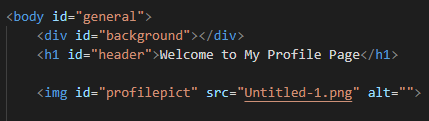 <body id="general">
<div id="background"></div>
<h1 id="header">Welcome to My Profile Page</h1>
<img id="profilepict" src="Untitled-1.png" alt="">